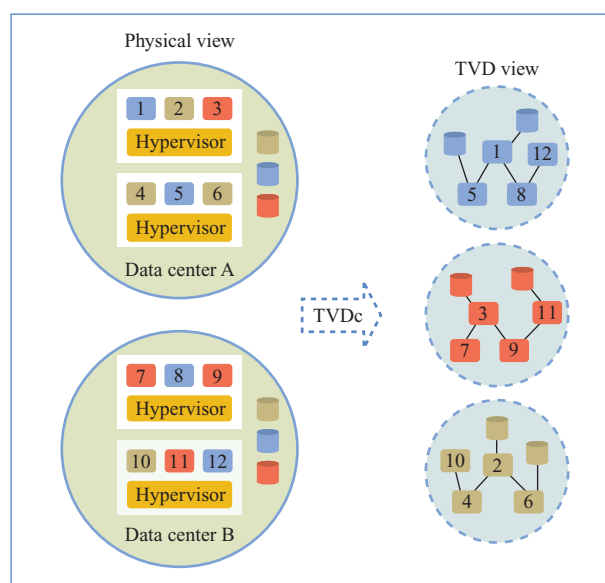 Physical view
1 2 3
Hypervisor
4 5 6
Hypervisor
Data center A
7 8 9
Hypervisor
10 11 12
Hypervisor
Data center B
TVDc
TVD view
1 12
5 8
3 11
7 9
10 2
4 6